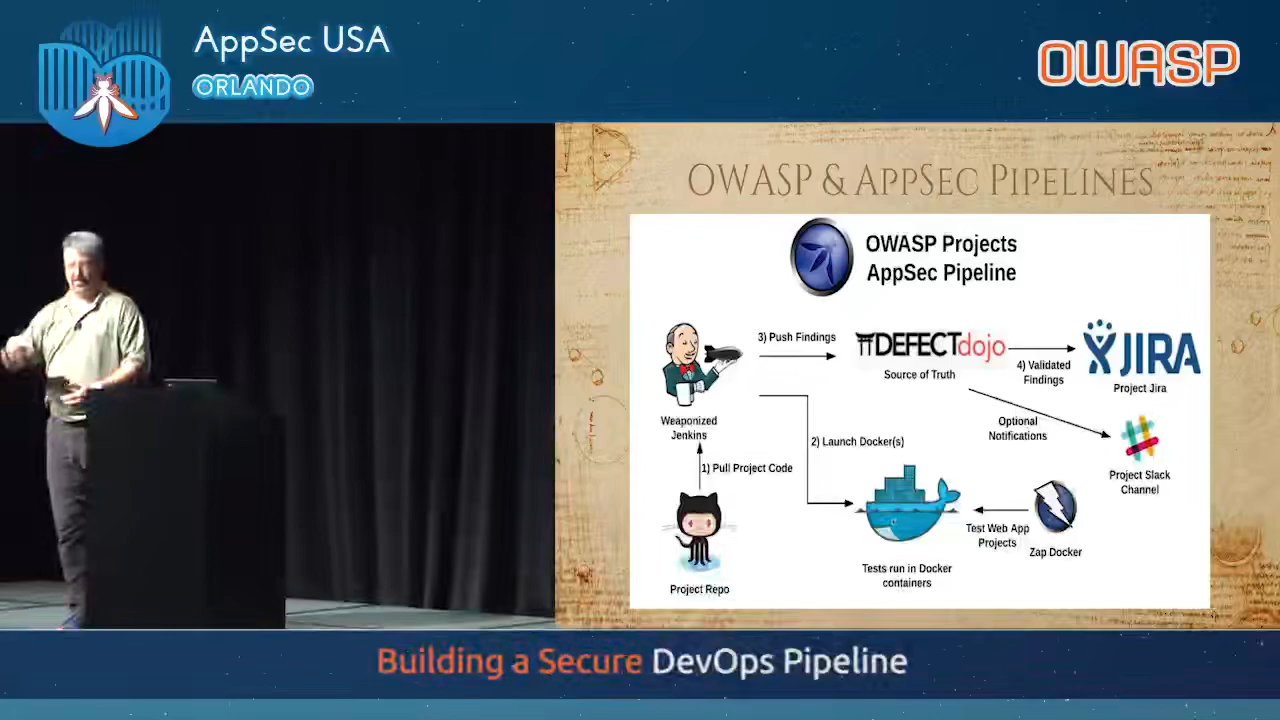 AppSec USA
ORLANDO
OWASP
OWASP & AppSec Pipelines
OWASP Projects
AppSec Pipeline
3) Push Findings
DEFECTdojo
Source of Truth
4) Validated
Findings
JIRA
Project Jira
Weaponized
Jenkins
Optional
Notifications
2) Launch Docker(s)
1) Pull Project Code
Project Slack
Channel
Test Web App
Projects
Zap Docker
Tests run in Docker
containers
Project Repo
Building a Secure DevOps Pipeline